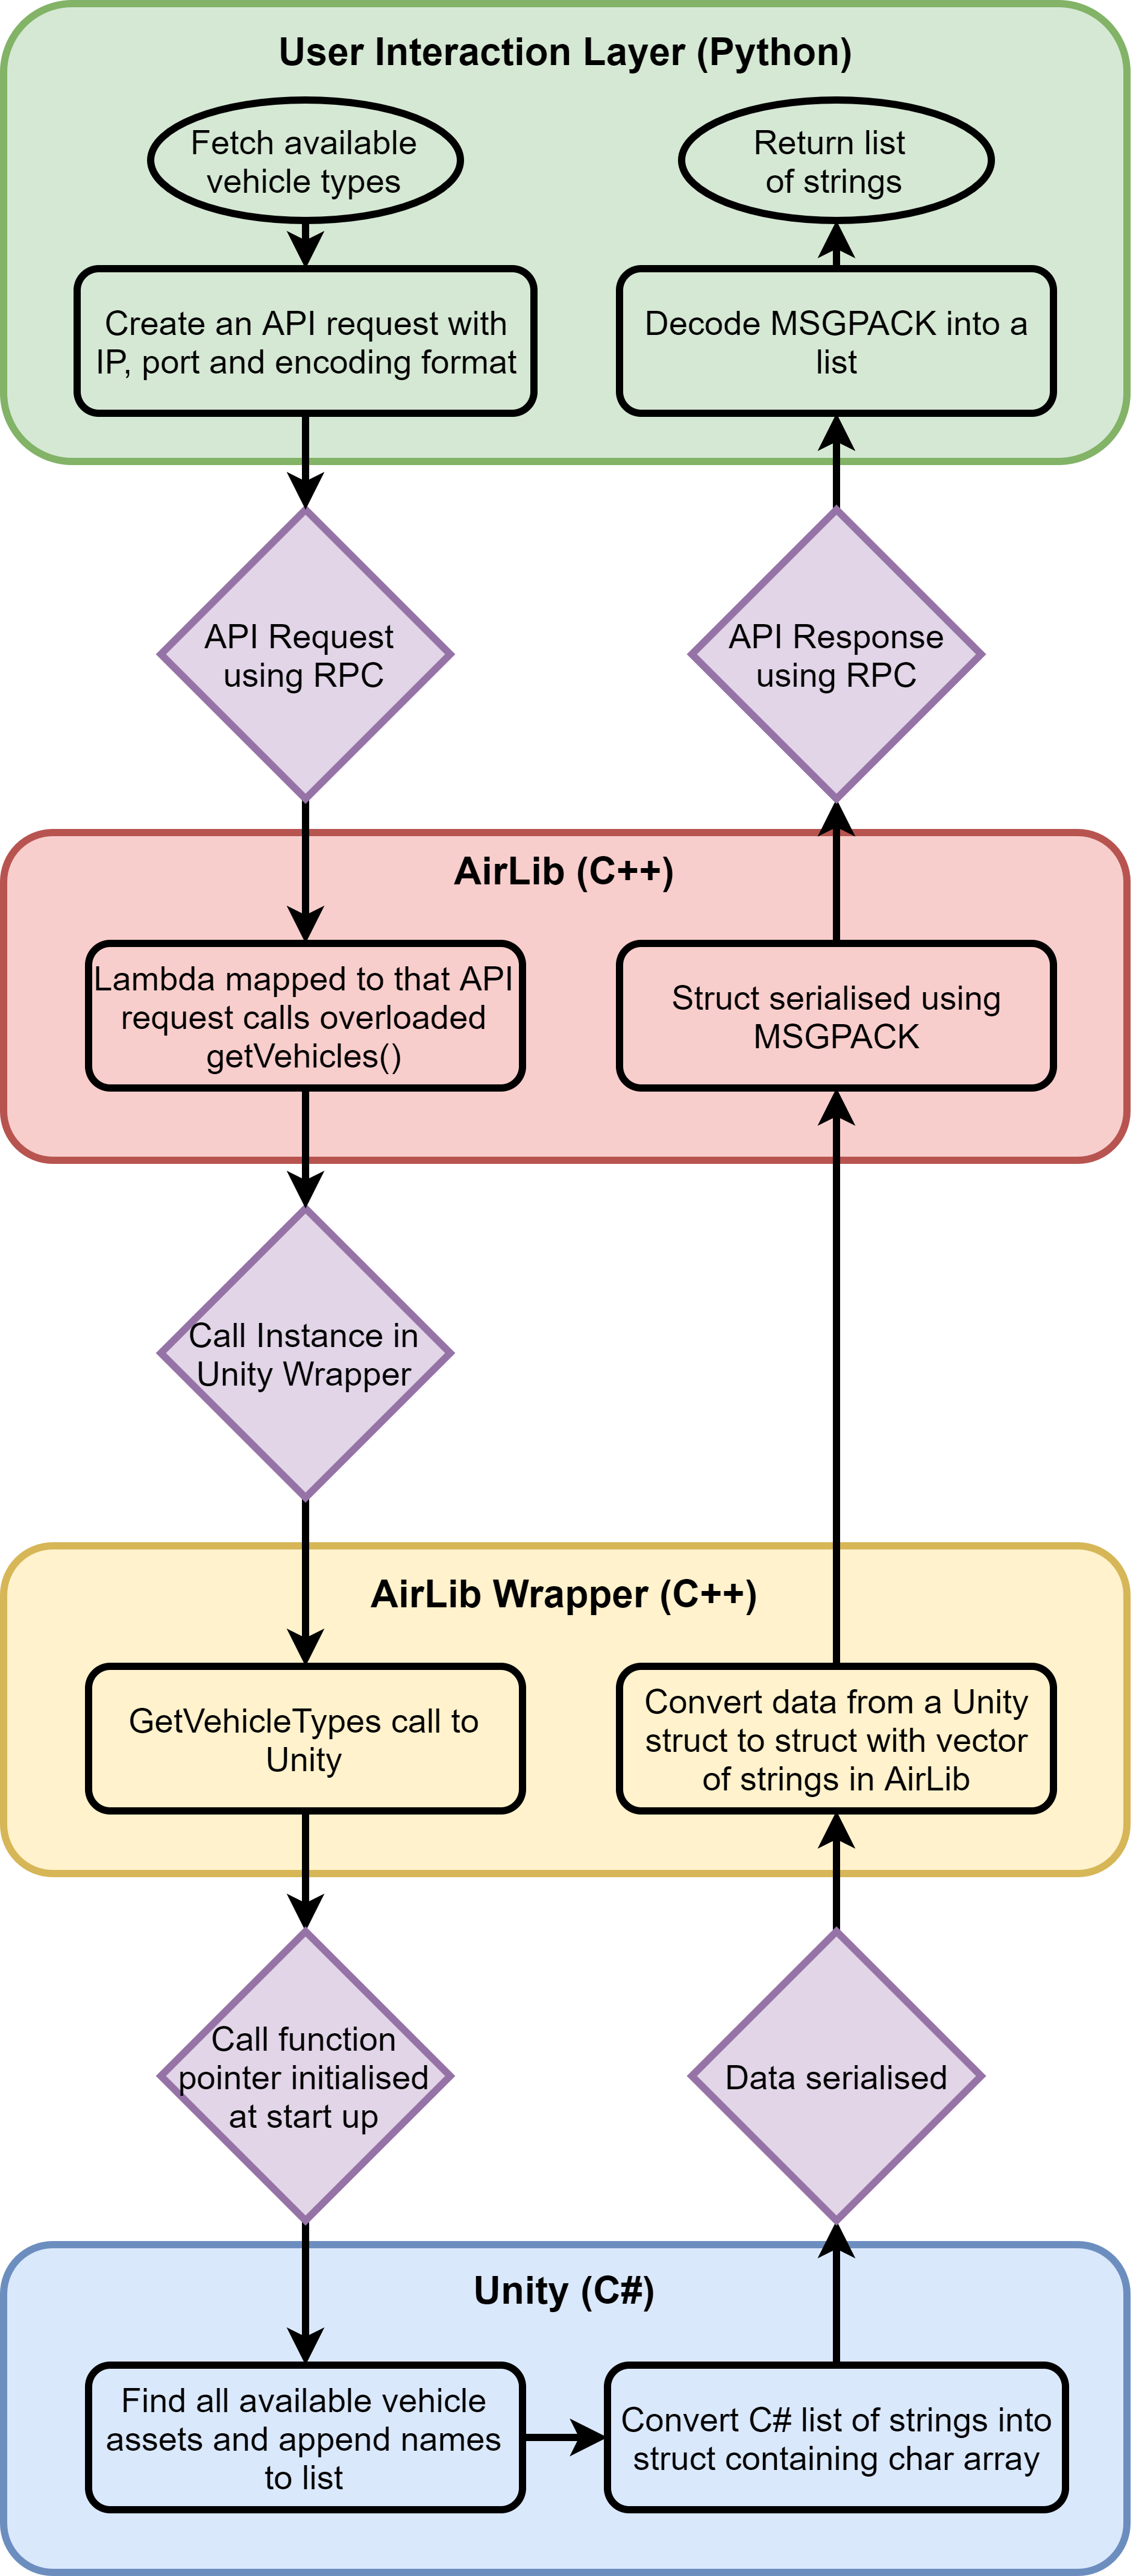 User Interaction Layer (Python)
Fetch available
vehicle types
Return list
of strings
Create an API request with
IP, port and encoding format
Decode MSGPACK into a
list
API Request
using RPC
API Response
using RPC
AirLib (C++)
Lambda mapped to that API
request calls overloaded
getVehicles()
Struct serialised using
MSGPACK
Call Instance in
Unity Wrapper
AirLib Wrapper (C++)
GetVehicleTypes call to
Unity
Convert data from a Unity
struct to struct with vector
of strings in AirLib
Call function
pointer initialised
at start up
Data serialised
Unity (C#)
Find all available vehicle
assets and append names
to list
Convert C# list of strings into
struct containing char array